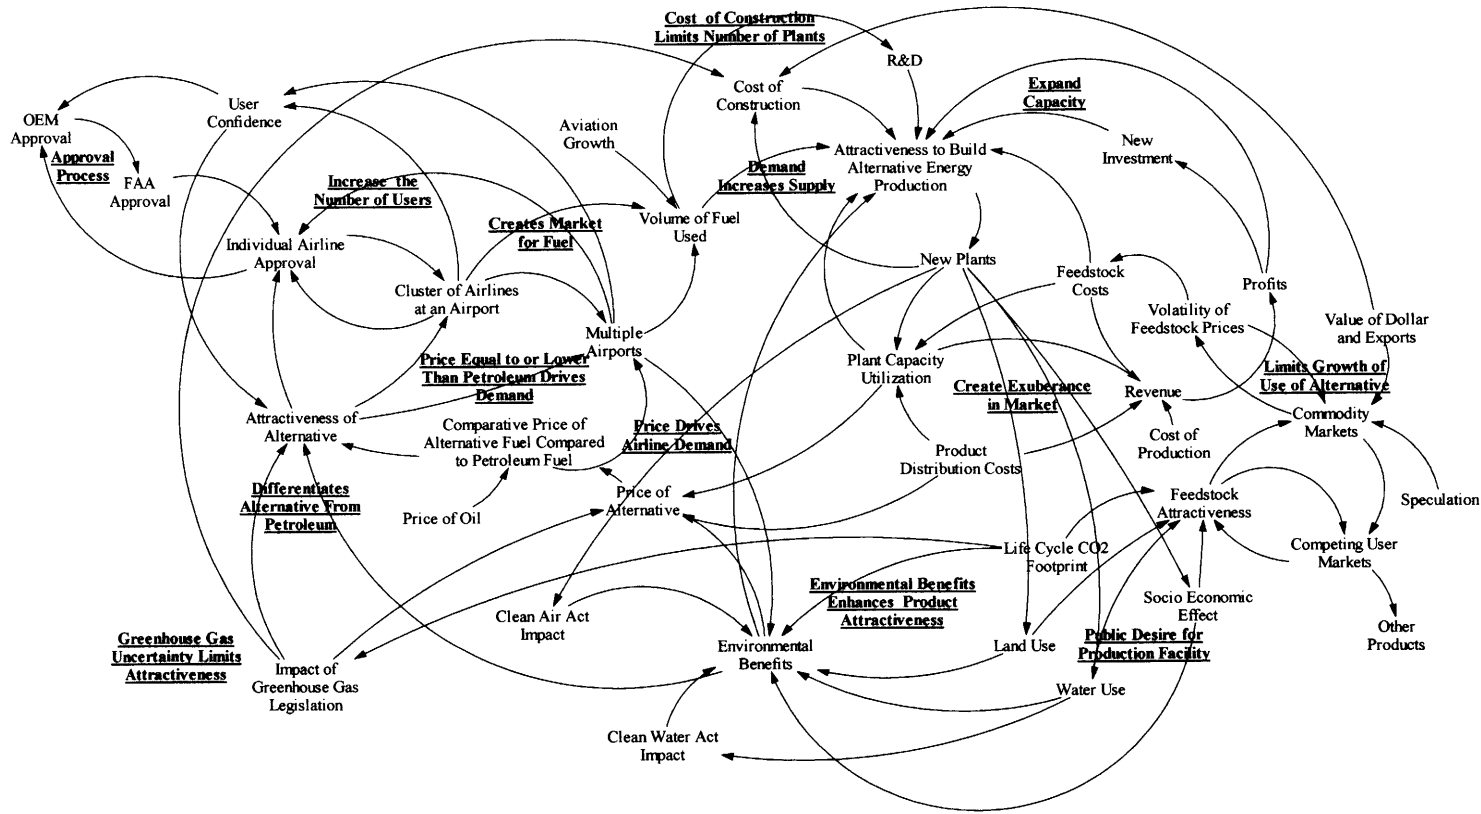 Cost of Construction
Limits Number of Plants
R&D
Cost of
Construction
Expand
Capacity
User
Confidence
OEM
Approval
Approval
Process
FAA
Approval
Aviation
Growth
New
Investment
Attractiveness to Build
Alternative Energy
Production
Demand
Increases Supply
Increase the
Number of Users
Creates Market
for Fuel
Volume of Fuel
Used
Individual Airline
Approval
New Plants
Feedstock
Costs
Profits
Cluster of Airlines
at an Airport
Volatility of
Feedstock Prices
Value of Dollar
and Exports
Multiple
Airports
Price Equal to or Lower
Than Petroleum Drives
Demand
Plant Capacity
Utilization
Create Exuberance
in Market
Revenue
Limits Growth of
Use of Alternative
Commodity
Markets
Attractiveness of
Alternative
Comparative Price of
Alternative Fuel Compared
to Petroleum Fuel
Price Drives
Airline Demand
Product
Distribution Costs
Cost of
Production
Differentiates
Alternative From
Petroleum
Price of Oil
Price of
Alternative
Feedstock
Attractiveness
Speculation
Life Cycle CO2
Footprint
Competing User
Markets
Clean Air Act
Impact
Environmental Benefits
Enhances Product
Attractiveness
Socio Economic
Effect
Other
Products
Greenhouse Gas
Uncertainty Limits
Attractiveness
Impact of
Greenhouse Gas
Legislation
Environmental
Benefits
Land Use
Public Desire for
Production Facility
Water Use
Clean Water Act
Impact